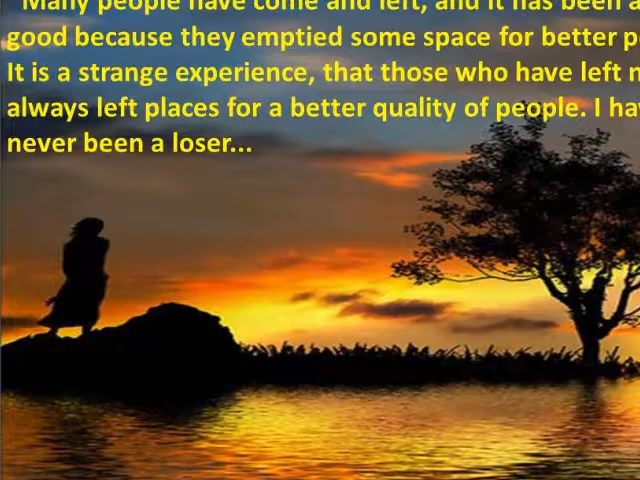 Many people have come and left, and it has been a
good because they emptied some space for better p
It is a strange experience, that those who have left
always left places for a better quality of people. I ha
never been a loser...